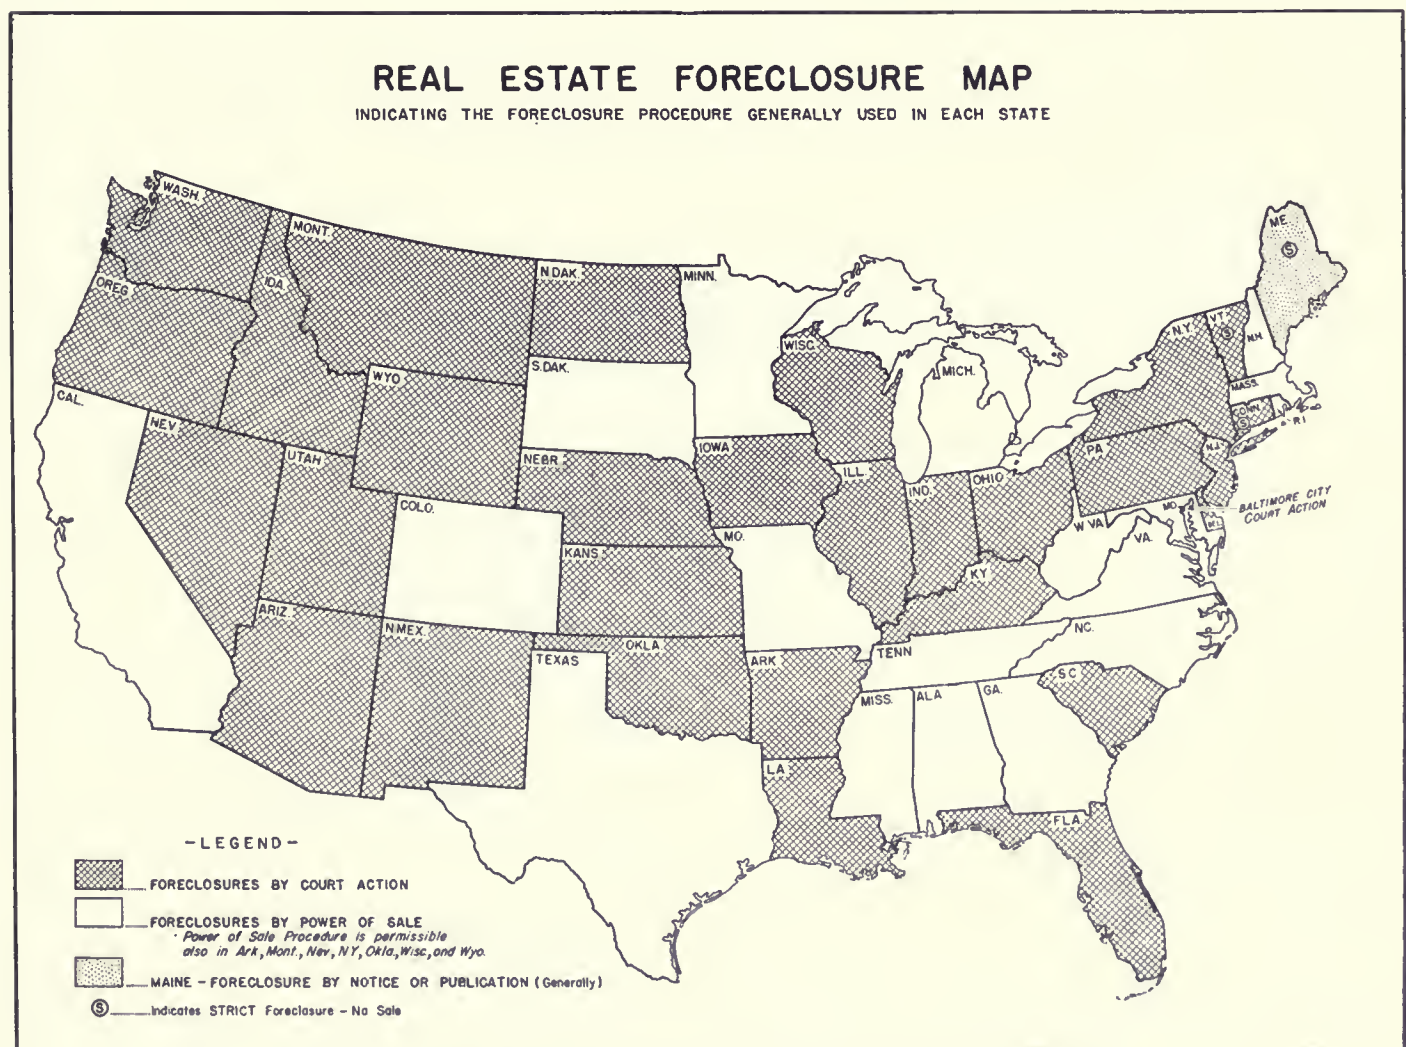 REAL ESTATE FORECLOSURE MAP
INDICATING THE FORECLOSURE PROCEDURE GENERALLY USED IN EACH STATE
WASH.
MONT.
N.DAK.
MINN.
ME.
S
OREG
IDA.
WISC.
N.Y.
VT.
S
N.H.
S.DAK.
WYO
MICH.
CAL.
MASS.
NEV.
CONN.
S
R I
UTAH
NEBR
IOWA
PA
N.J.
ILL.
IND.
OHIO
COLO.
MD.
DEL.
BALTIMORE CITY
COURT ACTION
W VA
VA.
MO.
KANS
KY
ARIZ.
N.MEX.
OKLA.
TEXAS
ARK
TENN
N.C.
S C
MISS.
ALA
GA.
LA
FLA.
-LEGEND-
FORECLOSURES BY COURT ACTION
FORECLOSURES BY POWER OF SALE
· Power of Sale Procedure is permissible
also in Ark, Mont., Nev, NY, Okla., Wisc, and Wyo.
MAINE - FORECLOSURE BY NOTICE OR PUBLICATION (Generally)
S Indicates STRICT Foreclosure - No Sale